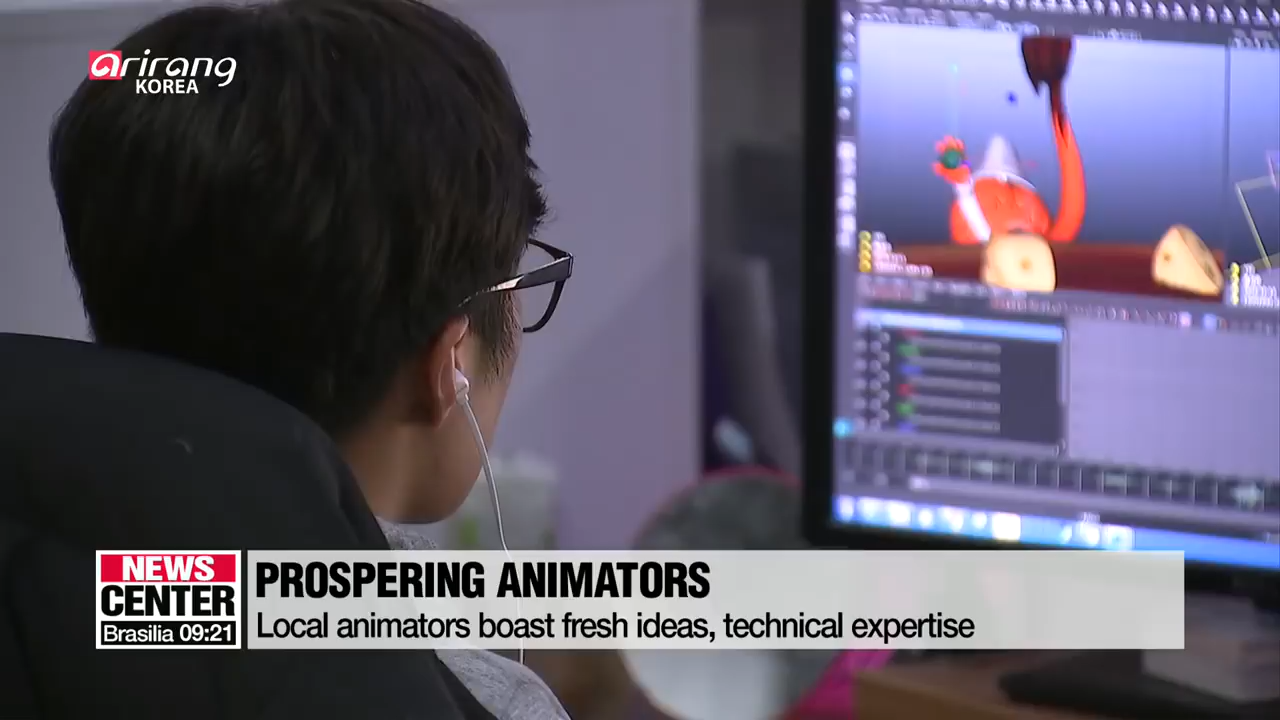 arirang
KOREA
NEWS
CENTER
Brasilia 09:21
PROSPERING ANIMATORS
Local animators boast fresh ideas, technical expertise